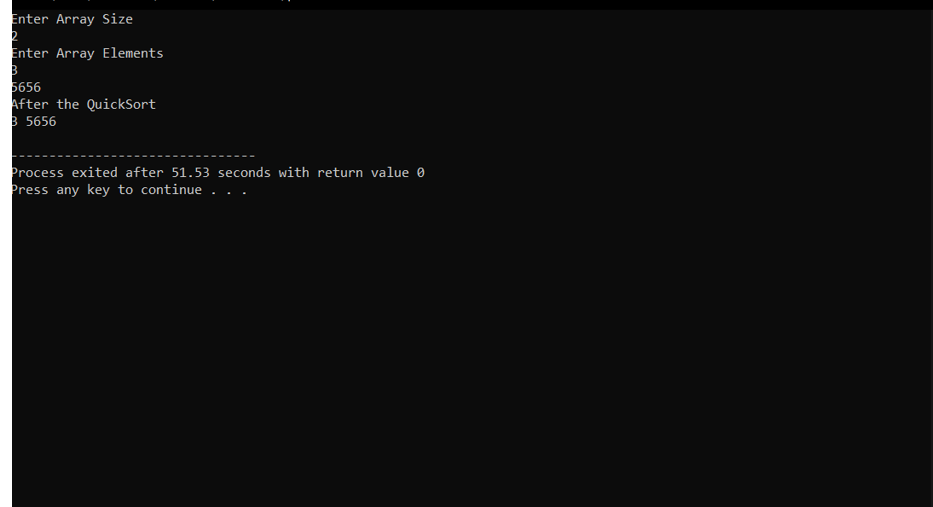 Enter Array Size
2
Enter Array Elements
3
5656
After the QuickSort
3 5656
--------------------------------
Process exited after 51.53 seconds with return value 0
Press any key to continue . . .